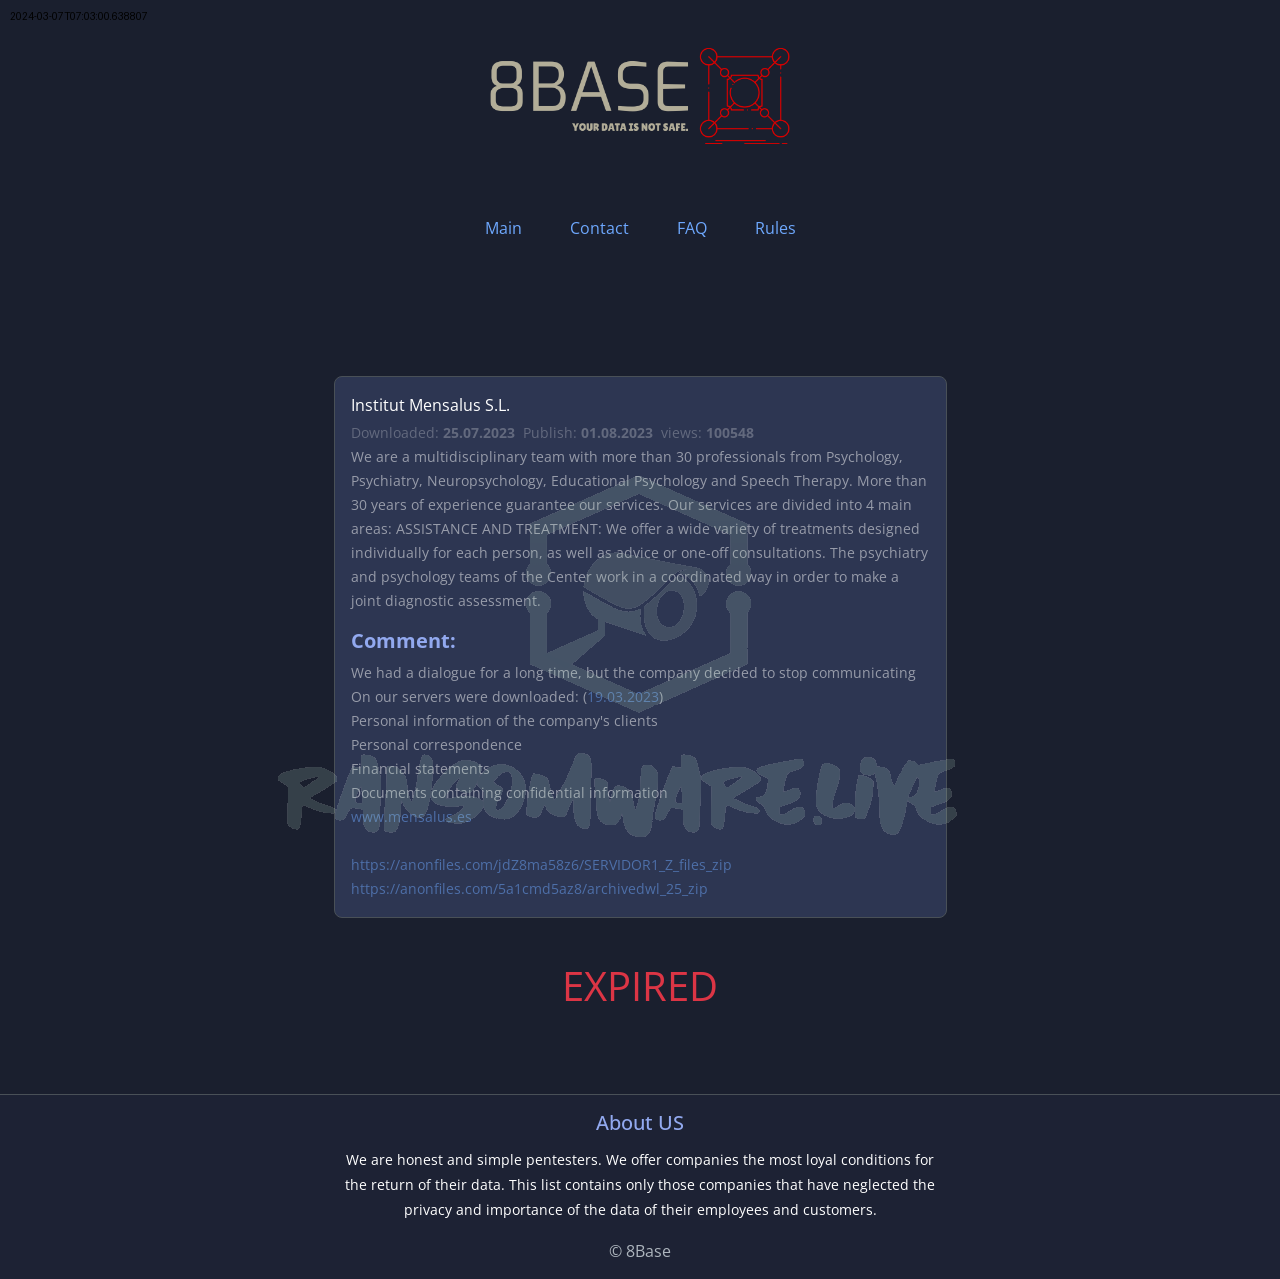 2024-03-07T07:03:00.838807
8BASE
YOUR DATA IS NOT SAFE.
Main Contact FAQ Rules
Institut Mensalus S.L.
Downloaded: 25.07.2023 Publish: 01.08.2023 views: 100548
We are a multidisciplinary team with more than 30 professionals from Psychology,
Psychiatry, Neuropsychology, Educational Psychology and Speech Therapy. More than
30 years of experience guarantee our services. Our services are divided into 4 main
areas: ASSISTANCE AND TREATMENT: We offer a wide variety of treatments designed
individually for each person, as well as advice or one-off consultations. The psychiatry
and psychology teams of the Center work in a coordinated way in order to make a
joint diagnostic assessment.
Comment:
We had a dialogue for a long time, but the company decided to stop communicating
On our servers were downloaded: (19.03.2023)
Personal information of the company's clients
Personal correspondence
Financial statements
RANSOMWARE.LIVE
Documents containing confidential information
www.mensalus.es
https://anonfiles.com/jdZ8ma58z6/SERVIDOR1_Z_files_zip
https://anonfiles.com/5a1cmd5az8/archivedwl_25_zip
EXPIRED
About US
We are honest and simple pentesters. We offer companies the most loyal conditions for
the return of their data. This list contains only those companies that have neglected the
privacy and importance of the data of their employees and customers.
© 8Base